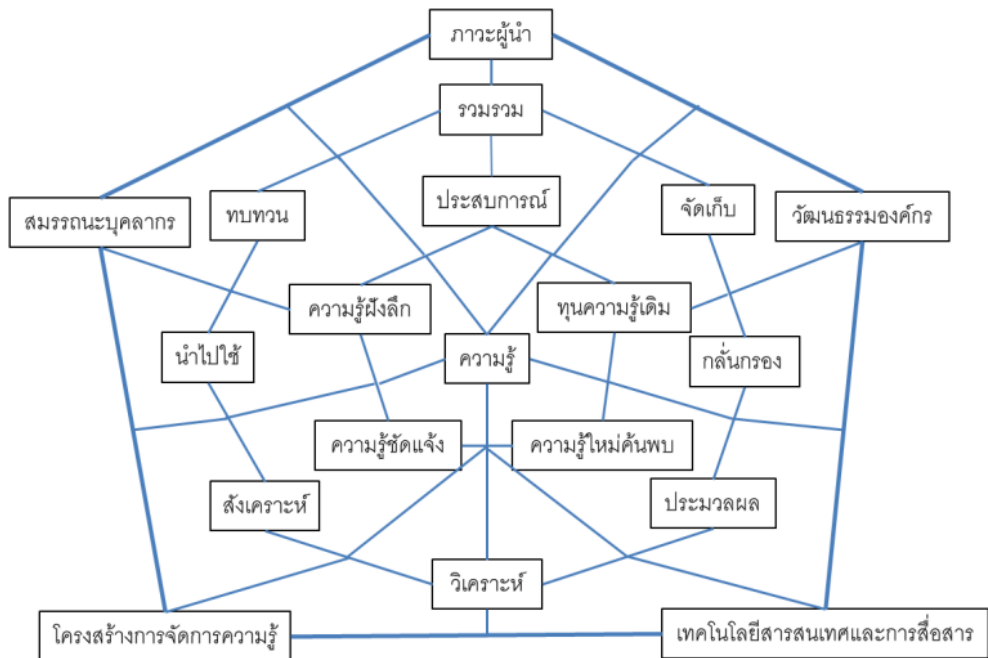 ภาวะผู้นำ
รวมรวม
ทบทวน
ประสบการณ์
จัดเก็บ
สมรรถนะบุคลากร
วัฒนธรรมองค์กร
ความรู้ฝังลึก
ทุนความรู้เดิม
นำไปใช้
ความรู้
กลั่นกรอง
ความรู้ชัดแจ้ง
ความรู้ใหม่ค้นพบ
สังเคราะห์
ประมวลผล
วิเคราะห์
โครงสร้างการจัดการความรู้
เทคโนโลยีสารสนเทศและการสื่อสาร